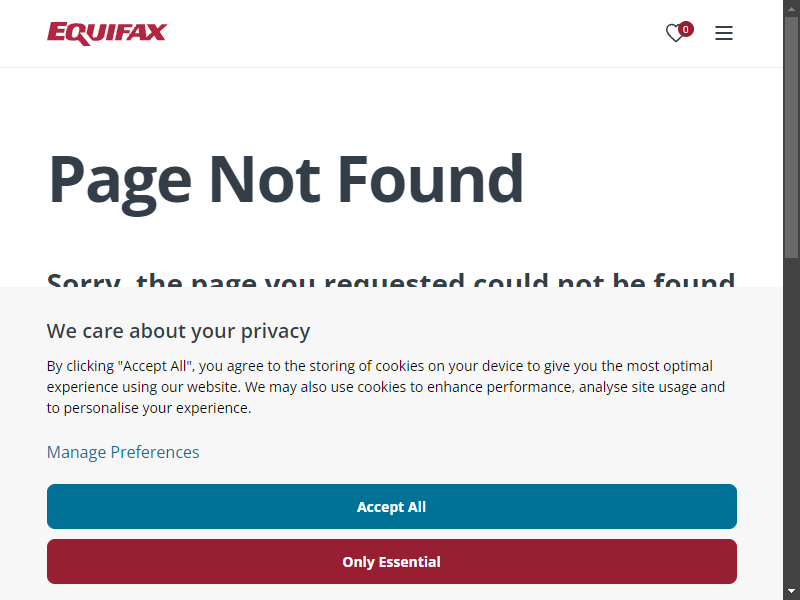 EQUIFAX
0
Page Not Found
Sorry, the page you requested could not be found
We care about your privacy
By clicking "Accept All", you agree to the storing of cookies on your device to give you the most optimal
experience using our website. We may also use cookies to enhance performance, analyse site usage and
to personalise your experience.
Manage Preferences
Accept All
Only Essential